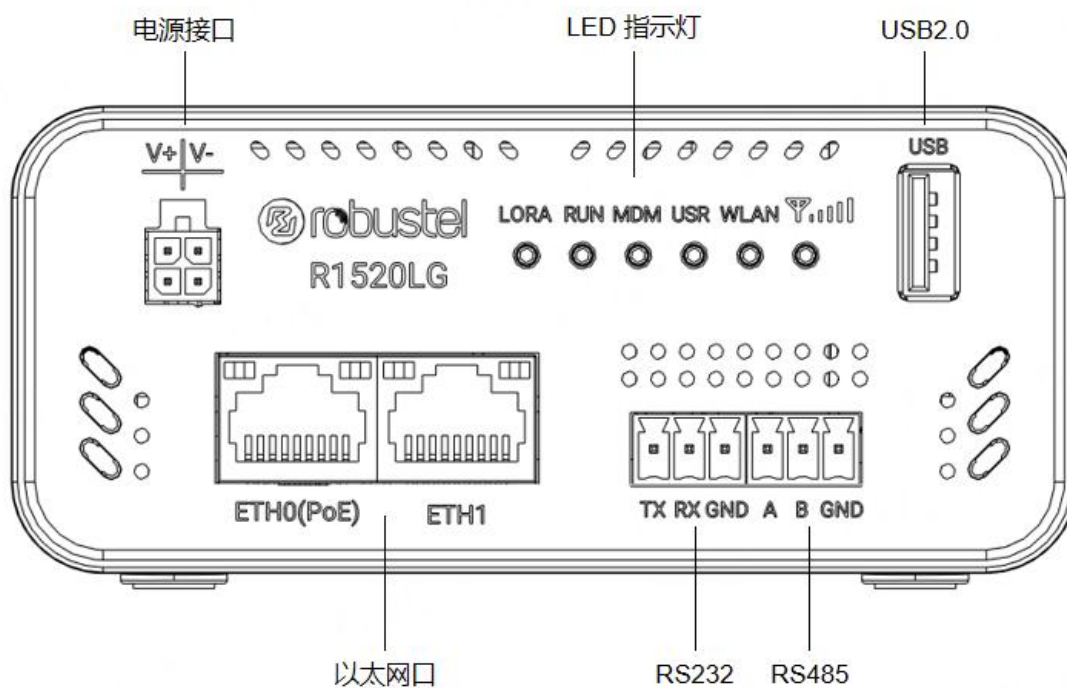 电源接口
LED 指示灯
USB2.0
V+ V-
USB
robustel
LORA RUN MDM USR WLAN
R1520LG
ETH0(PoE)
ETH1
TX RX GND A B GND
以太网口
RS232
RS485